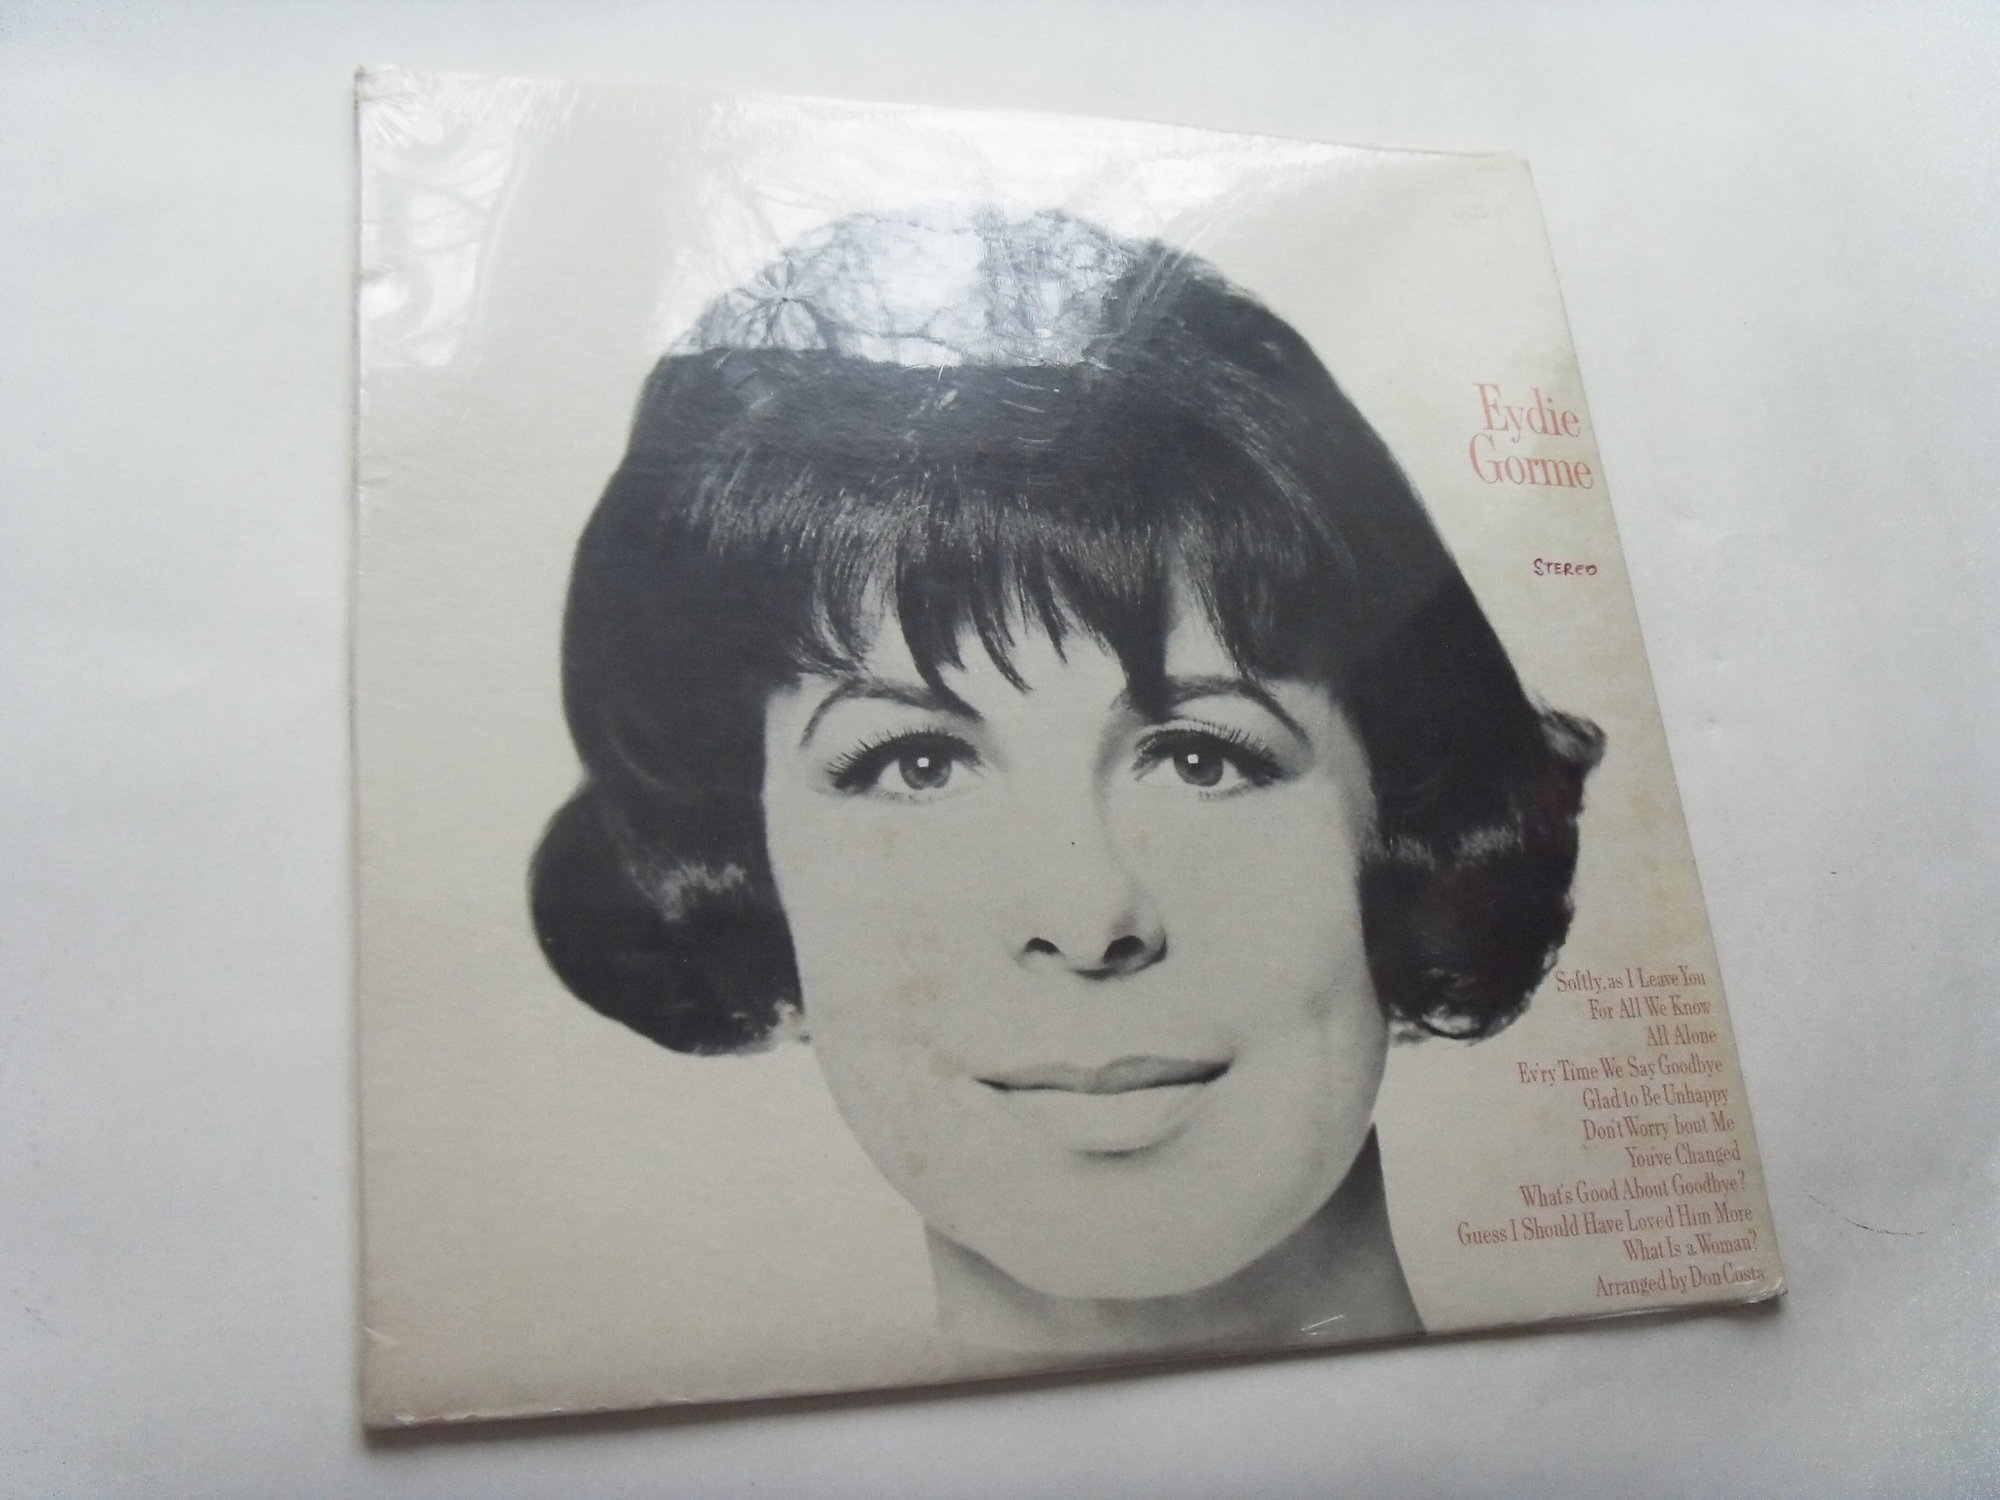 Eydie
Gorme
STEREO
Softly, as I Leave You
For All We Know
All Alone
Ev'ry Time We Say Goodbye
Glad to Be Unhappy
Don't Worry 'bout Me
You've Changed
What's Good About Goodbye?
Guess I Should Have Loved Him More
What Is a Woman?
Arranged by Don Costa